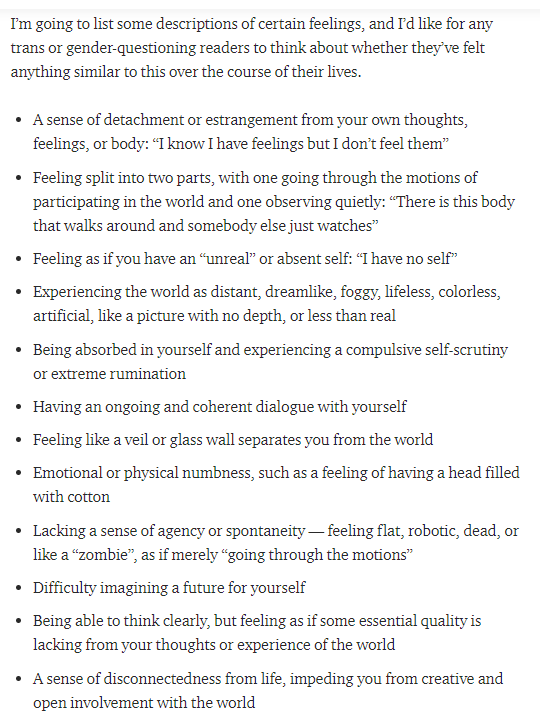 I’m going to list some descriptions of certain feelings, and I’d like for any
trans or gender-questioning readers to think about whether they’ve felt
anything similar to this over the course of their lives.
• A sense of detachment or estrangement from your own thoughts,
feelings, or body: “I know I have feelings but I don’t feel them”
• Feeling split into two parts, with one going through the motions of
participating in the world and one observing quietly: “There is this body
that walks around and somebody else just watches”
• Feeling as if you have an “unreal” or absent self: “I have no self”
• Experiencing the world as distant, dreamlike, foggy, lifeless, colorless,
artificial, like a picture with no depth, or less than real
• Being absorbed in yourself and experiencing a compulsive self-scrutiny
or extreme rumination
• Having an ongoing and coherent dialogue with yourself
• Feeling like a veil or glass wall separates you from the world
• Emotional or physical numbness, such as a feeling of having a head filled
with cotton
• Lacking a sense of agency or spontaneity — feeling flat, robotic, dead, or
like a “zombie”, as if merely “going through the motions”
• Difficulty imagining a future for yourself
• Being able to think clearly, but feeling as if some essential quality is
lacking from your thoughts or experience of the world
• A sense of disconnectedness from life, impeding you from creative and
open involvement with the world